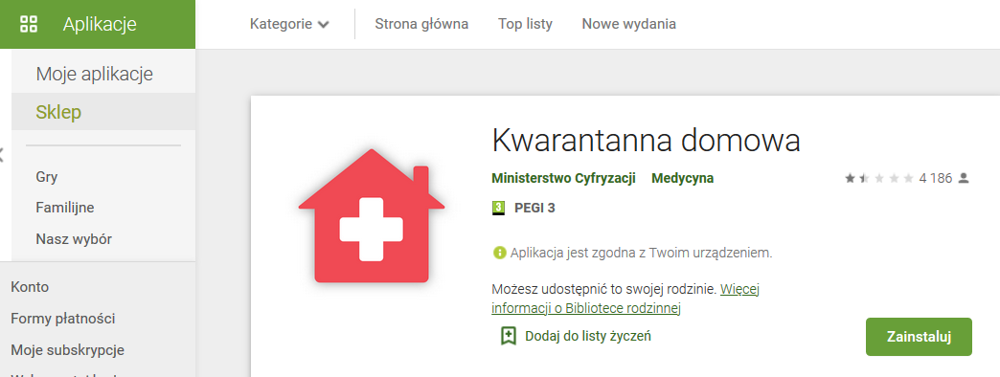 Aplikacje
Kategorie
Strona główna
Top listy
Nowe wydania
Moje aplikacje
Sklep
Gry
Familijne
Nasz wybór
Konto
Formy płatności
Moje subskrypcje
Kwarantanna domowa
Ministerstwo Cyfryzacji Medycyna
4 186
3 PEGI 3
Aplikacja jest zgodna z Twoim urządzeniem.
Możesz udostępnić to swojej rodzinie. Więcej
informacji o Bibliotece rodzinnej
Dodaj do listy życzeń
Zainstaluj